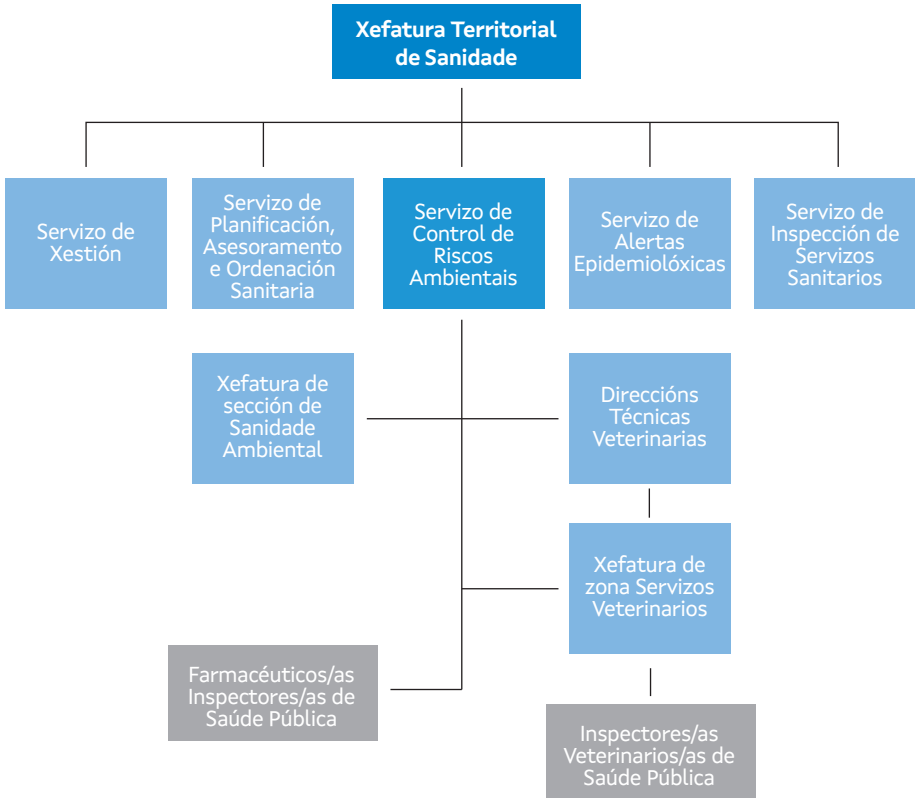 Xefatura Territorial
de Sanidade
Servizo de
Xestión
Servizo de
Planificación,
Asesoramento
e Ordenación
Sanitaria
Servizo de
Control de
Riscos
Ambientais
Servizo de
Alertas
Epidemiolóxicas
Servizo de
Inspección de
Servizos
Sanitarios
Xefatura de
sección de
Sanidade
Ambiental
Direccións
Técnicas
Veterinarias
Xefatura de
zona Servizos
Veterinarios
Farmacéuticos/as
Inspectores/as de
Saúde Pública
Inspectores/as
Veterinarios/as de
Saúde Pública